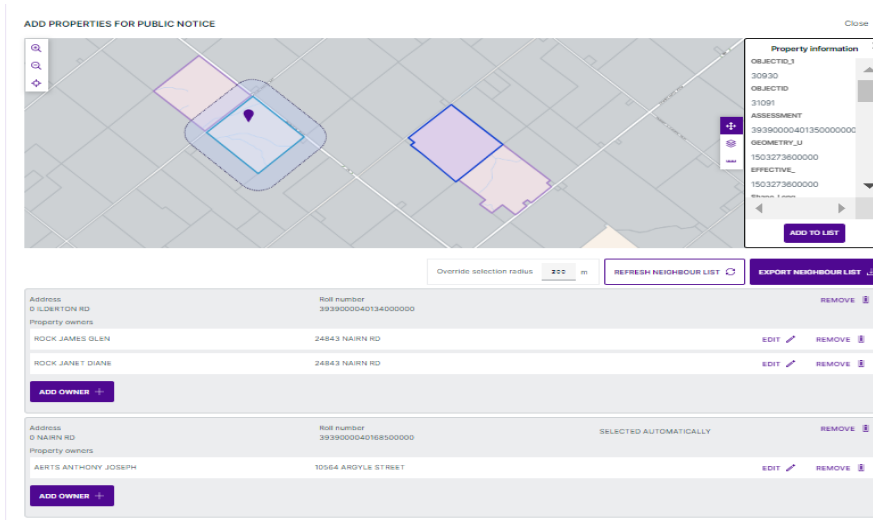 ADD PROPERTIES FOR PUBLIC NOTICE
Close
Property information
OBJECTID_1
30930
OBJECTID
31091
ASSESSMENT
39390000401350000000
GEOMETRY_U
1503273600000
EFFECTIVE_
1503273600000
ADD TO LIST
Override selection radius
m
REFRESH NEIGHBOUR LIST
EXPORT NEIGHBOUR LIST
Address
Roll number
REMOVE
0 ILDERTON RD
3939000040134000000
Property owners
ROCK JAMES GLEN 24843 NAIRN RD EDIT REMOVE
ROCK JANET DIANE 24843 NAIRN RD EDIT REMOVE
ADD OWNER
Address
Roll number
SELECTED AUTOMATICALLY
REMOVE
0 NAIRN RD
3939000040168500000
Property owners
AERTS ANTHONY JOSEPH 10564 ARGYLE STREET EDIT REMOVE
ADD OWNER